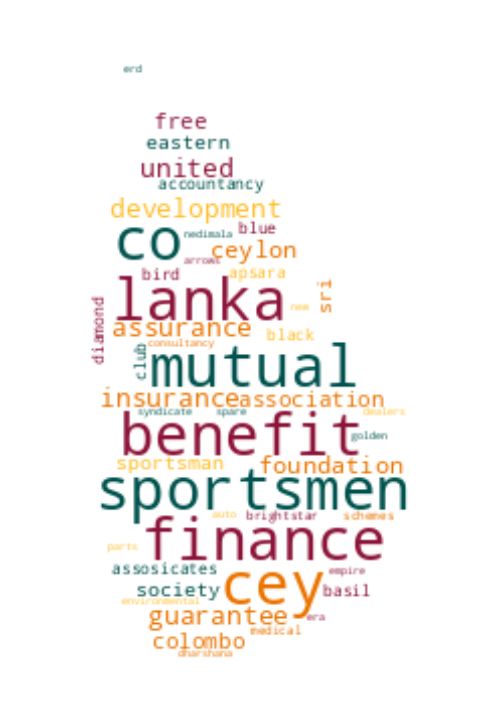 erd
free
eastern
united
accountancy
development
co nedimala blue
arrows ceylon
bird apsara
diamond lanka new sri
assurance black
club consultancy
mutual
insurance association
syndicate spare dealers
benefit golden
sportsman foundation
sportsmen
auto brightstar schemes
finance
parts
assosicates cey empire
society basil
environmental
guarantee era
medical
colombo
dharshana